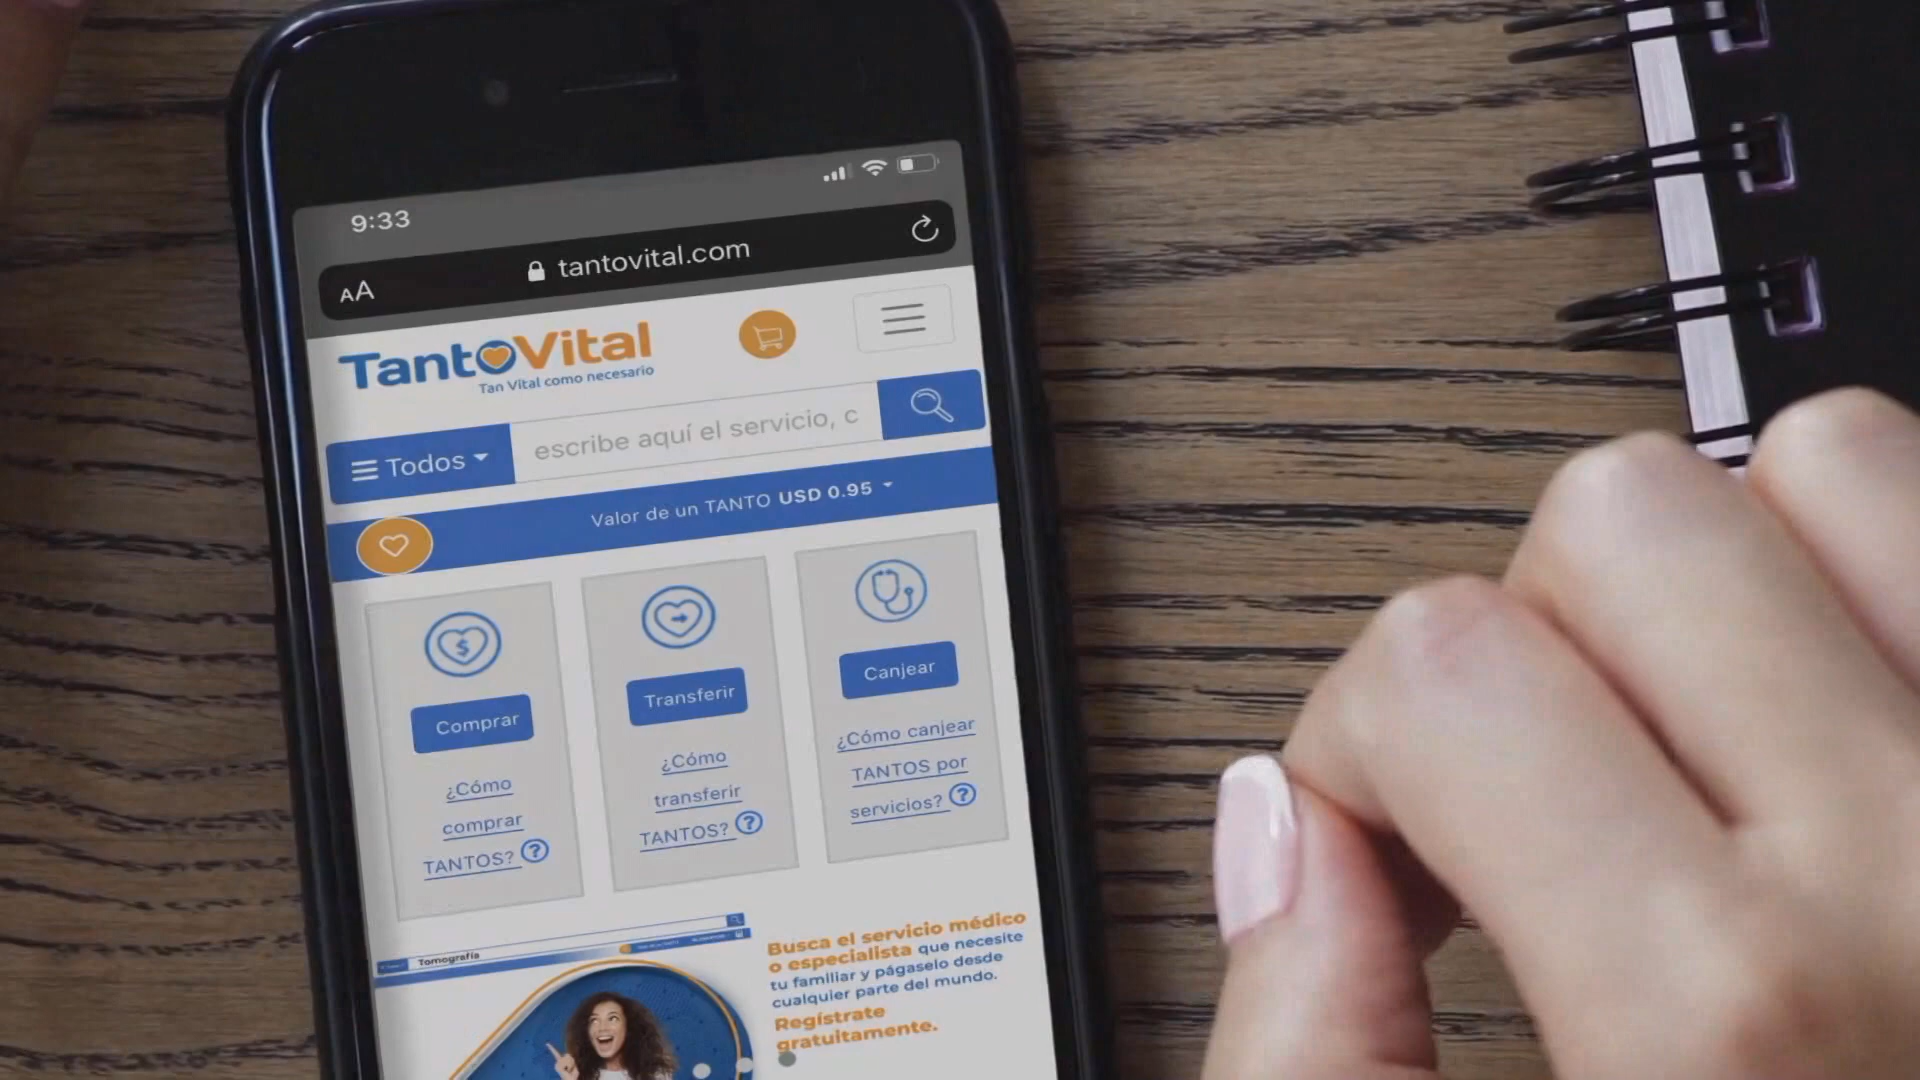 9:33
AA tantovital.com
TantoVital
Tan Vital como necesario
Todos
escribe aquí el servicio, c
Valor de un TANTO USD 0.95
Comprar
¿Cómo
comprar
TANTOS? ?
Transferir
¿Cómo
transferir
TANTOS? ?
Canjear
¿Cómo canjear
TANTOS por
servicios? ?
Tomografía
Busca el servicio médico
o especialista que necesite
tu familiar y págaselo desde
cualquier parte del mundo.
Regístrate
gratuitamente.